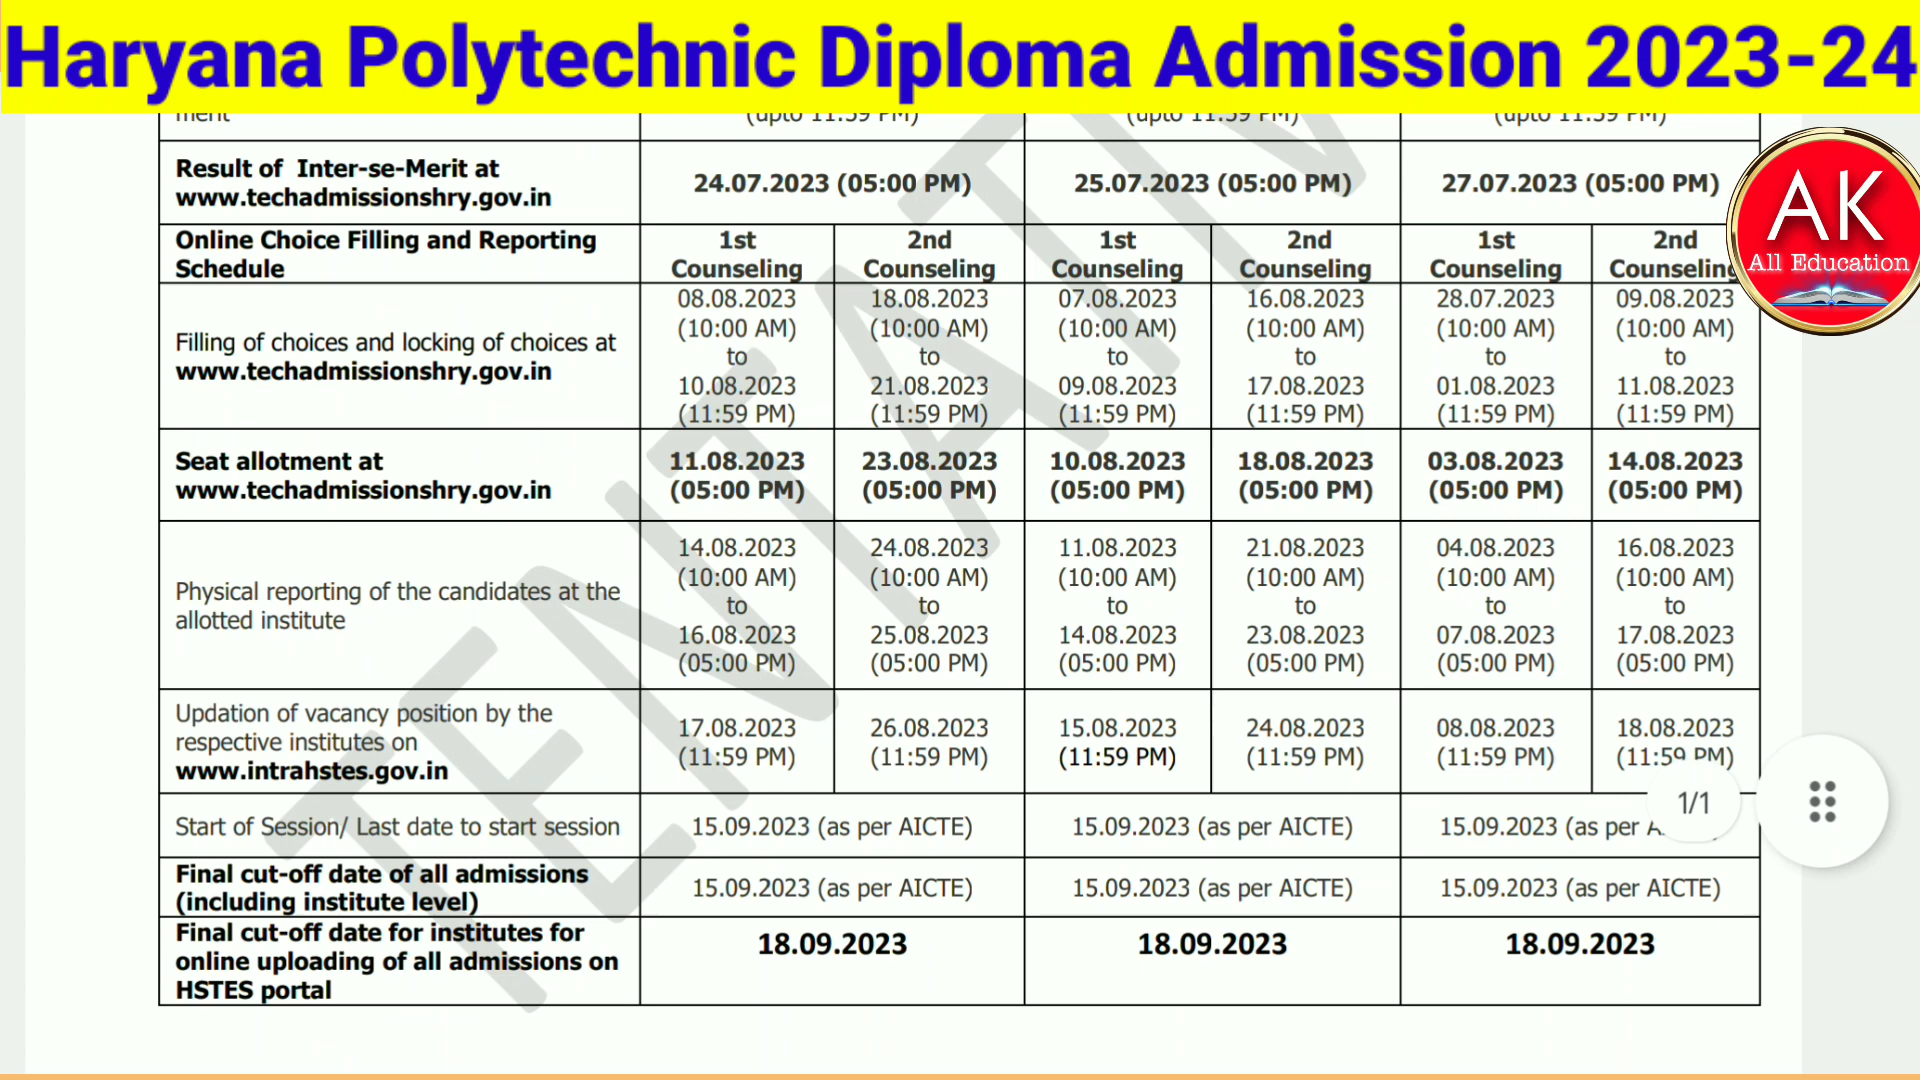 Haryana Polytechnic Diploma Admission 2023-24
merit
(upto 11:59 PM)
(upto 11:59 PM)
(upto 11:59 PM)
Result of Inter-se-Merit at
www.techadmissionshry.gov.in
24.07.2023 (05:00 PM)
25.07.2023 (05:00 PM)
27.07.2023 (05:00 PM)
Online Choice Filling and Reporting
Schedule
1st
Counseling
2nd
Counseling
1st
Counseling
2nd
Counseling
1st
Counseling
2nd
Counseling
Filling of choices and locking of choices at
www.techadmissionshry.gov.in
08.08.2023
(10:00 AM)
to
10.08.2023
(11:59 PM)
18.08.2023
(10:00 AM)
to
21.08.2023
(11:59 PM)
07.08.2023
(10:00 AM)
to
09.08.2023
(11:59 PM)
16.08.2023
(10:00 AM)
to
17.08.2023
(11:59 PM)
28.07.2023
(10:00 AM)
to
01.08.2023
(11:59 PM)
09.08.2023
(10:00 AM)
to
11.08.2023
(11:59 PM)
Seat allotment at
www.techadmissionshry.gov.in
11.08.2023
(05:00 PM)
23.08.2023
(05:00 PM)
10.08.2023
(05:00 PM)
18.08.2023
(05:00 PM)
03.08.2023
(05:00 PM)
14.08.2023
(05:00 PM)
Physical reporting of the candidates at the
allotted institute
14.08.2023
(10:00 AM)
to
16.08.2023
(05:00 PM)
24.08.2023
(10:00 AM)
to
25.08.2023
(05:00 PM)
11.08.2023
(10:00 AM)
to
14.08.2023
(05:00 PM)
21.08.2023
(10:00 AM)
to
23.08.2023
(05:00 PM)
04.08.2023
(10:00 AM)
to
07.08.2023
(05:00 PM)
16.08.2023
(10:00 AM)
to
17.08.2023
(05:00 PM)
Updation of vacancy position by the
respective institutes on
www.intrahstes.gov.in
17.08.2023
(11:59 PM)
26.08.2023
(11:59 PM)
15.08.2023
(11:59 PM)
24.08.2023
(11:59 PM)
08.08.2023
(11:59 PM)
18.08.2023
(11:59 PM)
Start of Session/ Last date to start session
15.09.2023 (as per AICTE)
15.09.2023 (as per AICTE)
15.09.2023 (as per
Final cut-off date of all admissions
(including institute level)
15.09.2023 (as per AICTE)
15.09.2023 (as per AICTE)
15.09.2023 (as per AICTE)
Final cut-off date for institutes for
online uploading of all admissions on
HSTES portal
18.09.2023
18.09.2023
18.09.2023
AK
All Education
1/1
TENTATIV